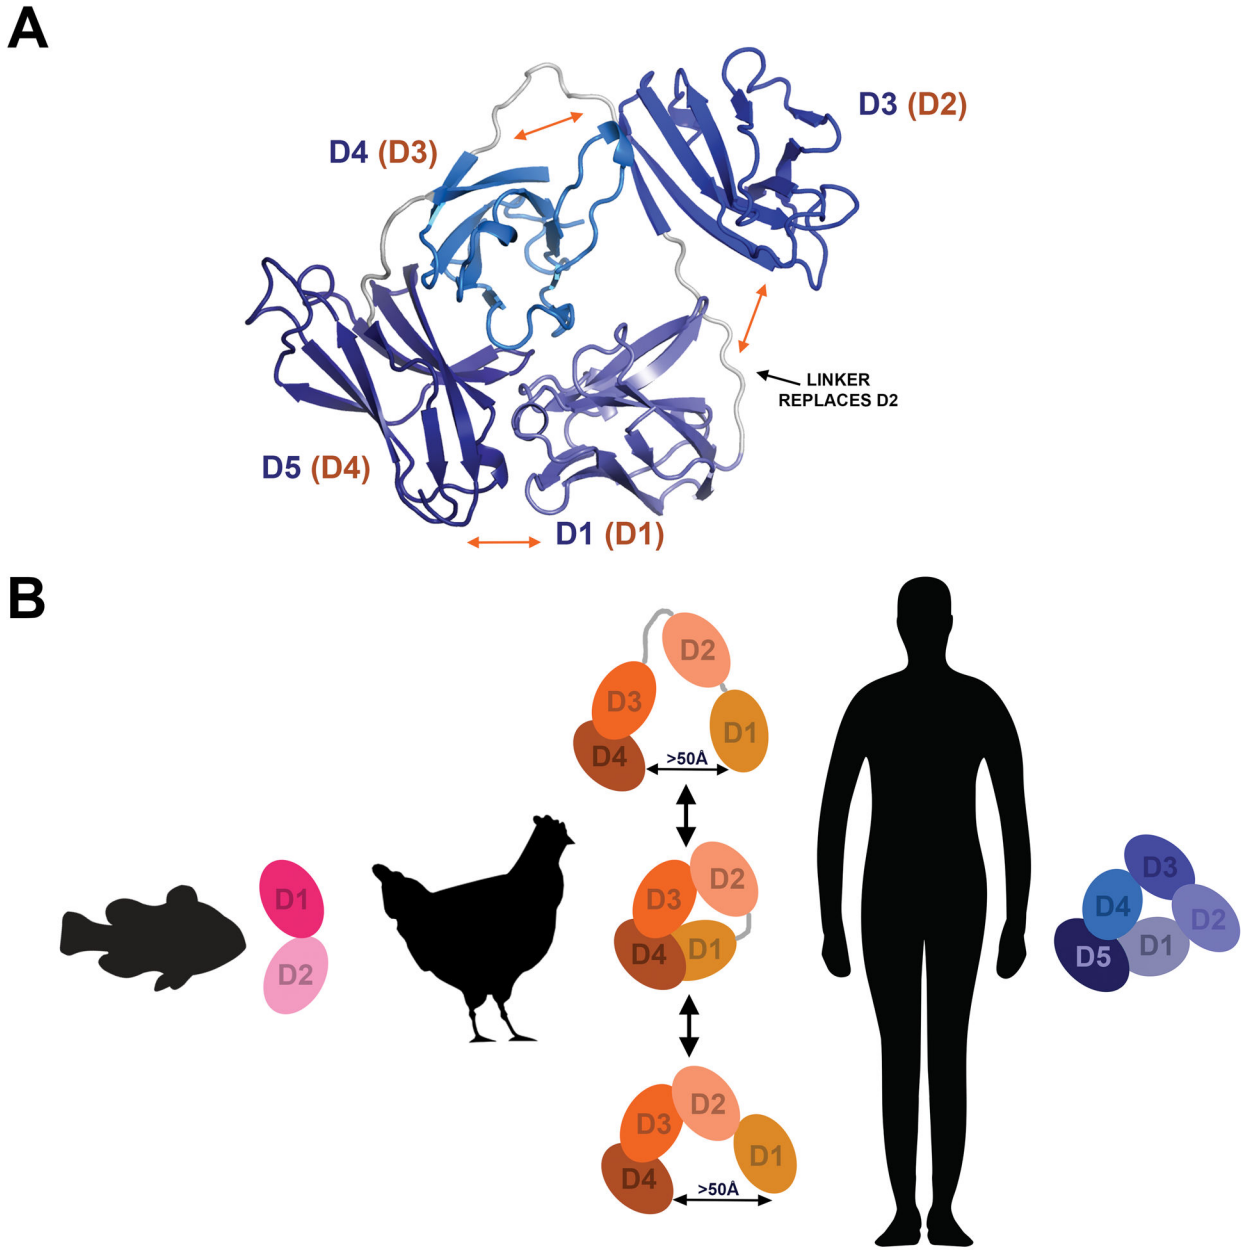 A
D3 (D2)
D4 (D3)
LINKER
REPLACES D2
D5 (D4)
D1 (D1)
B
D2
D3
D1
D4
>50Å
D1
D2
D3
D2
D4
D1
D3
D4
D2
D1
D5
D3
D2
D1
D4
>50Å